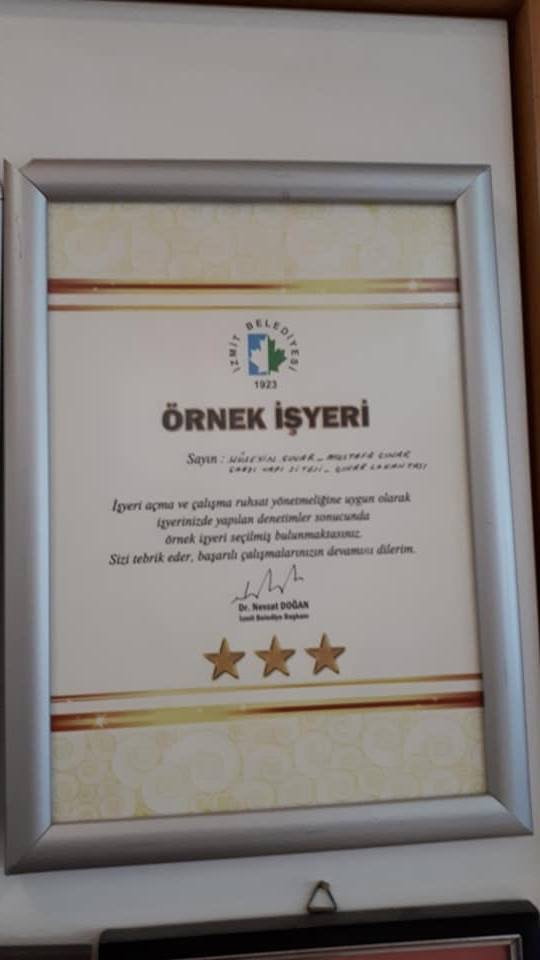 İZMİT BELEDİYESİ
1923
ÖRNEK İŞYERİ
Sayın : HÜSEYİN ÇINAR - MUSTAFA ÇINAR
YAPI SİTESİ - ÇINAR LOKANTASI
İşyeri açma ve çalışma ruhsat yönetmeliğine uygun olarak
işyerinizde yapılan denetimler sonucunda
örnek işyeri seçilmiş bulunmaktasınız.
Sizi tebrik eder, başarılı çalışmalarınızın devamını dilerim.
Dr. Nevzat DOĞAN
İzmit Belediye Başkanı